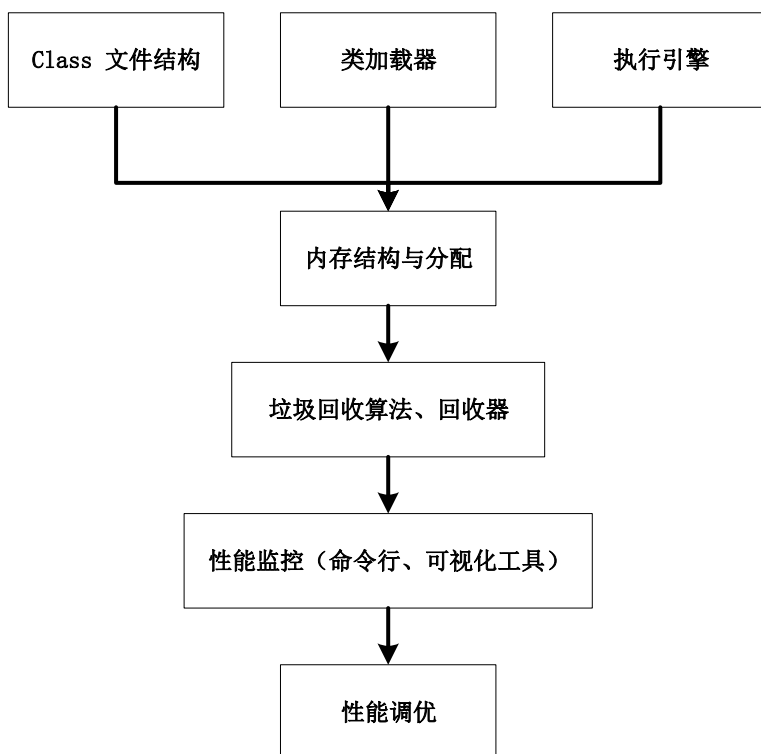 Class 文件结构
类加载器
执行引擎
内存结构与分配
垃圾回收算法、回收器
性能监控（命令行、可视化工具）
性能调优